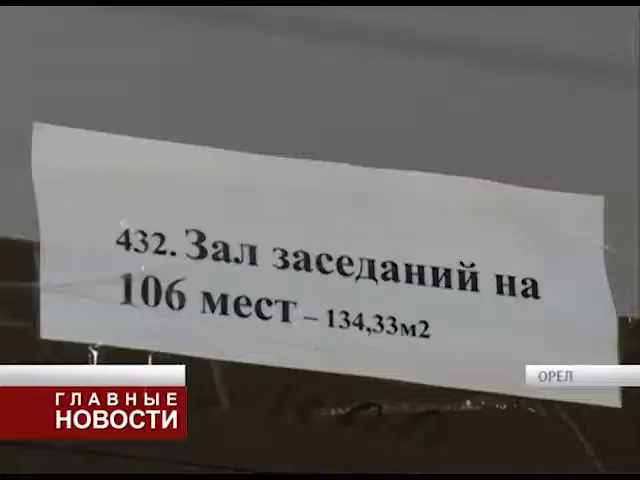 432. Зал заседаний на
106 мест – 134,33м2
ОРЕЛ
ГЛАВНЫЕ
НОВОСТИ